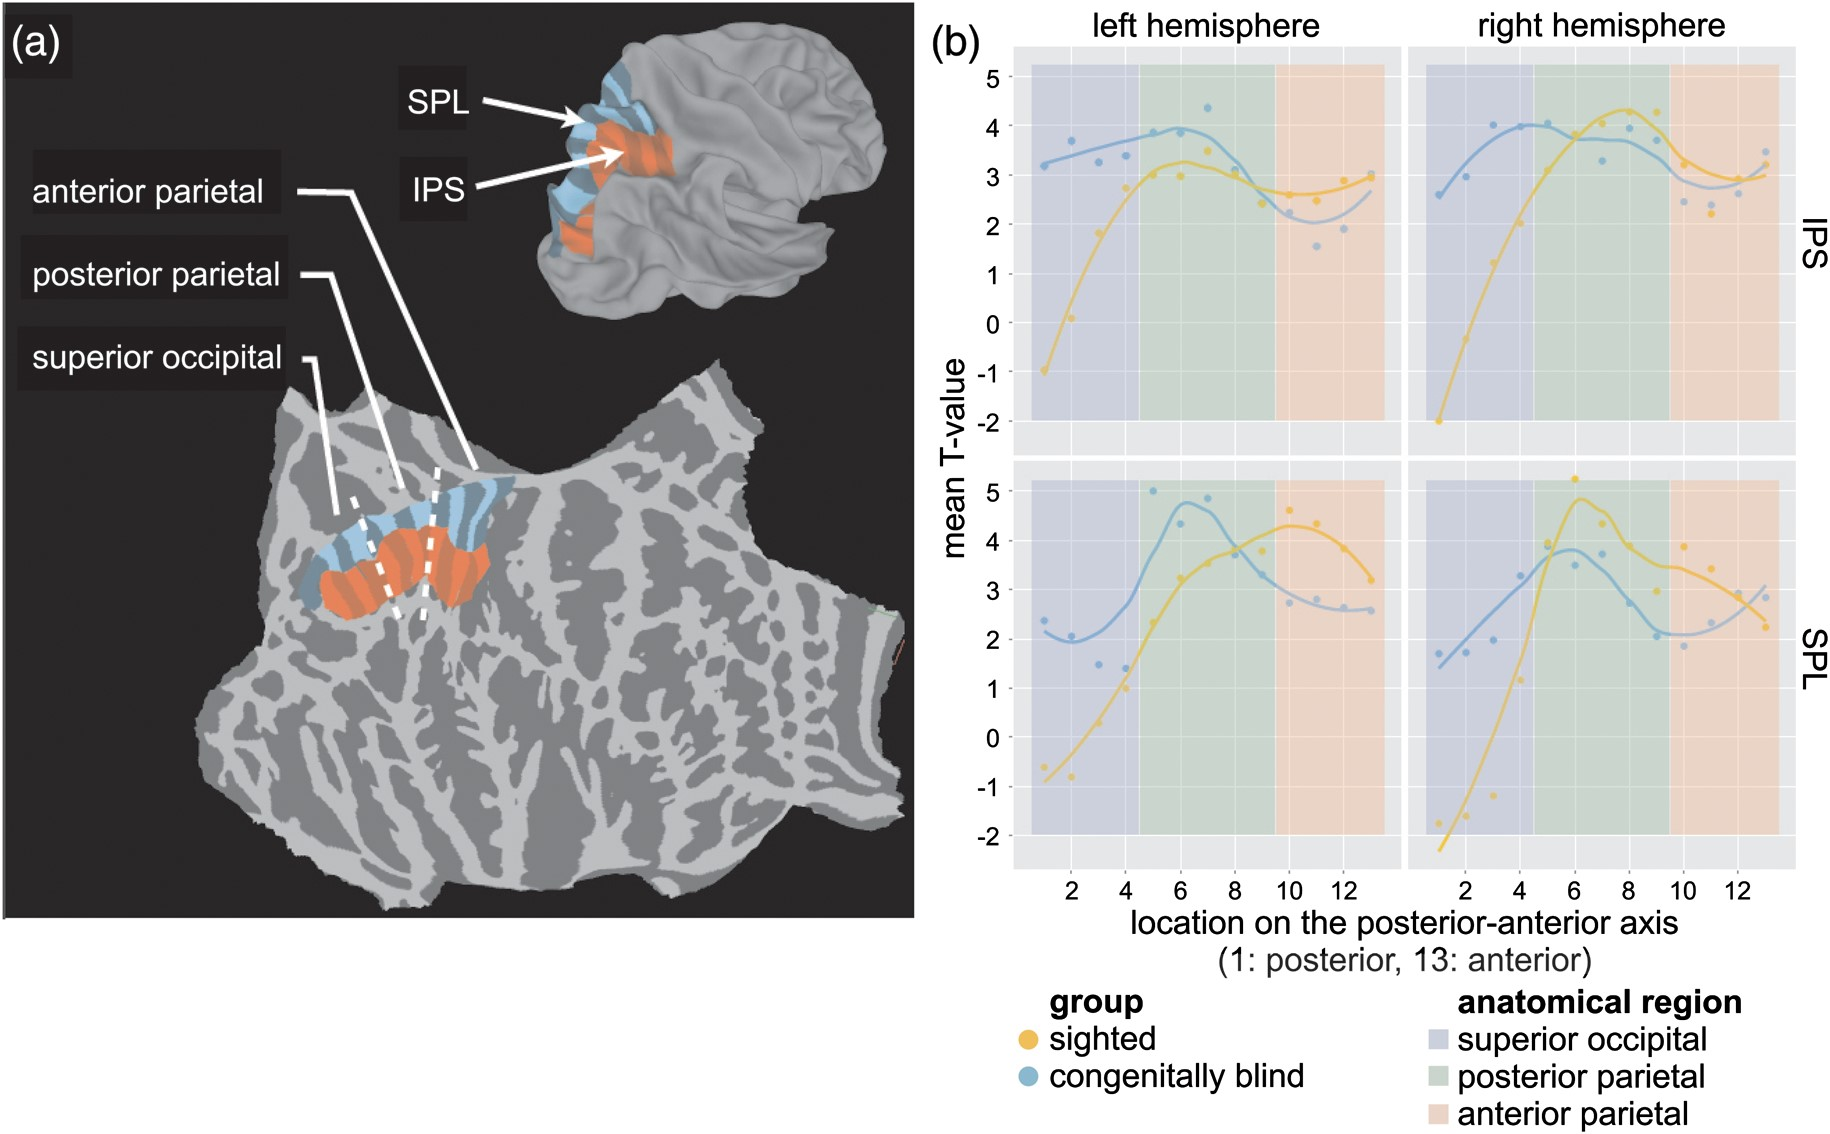 (a)
SPL
IPS
anterior parietal
posterior parietal
superior occipital
(b)
left hemisphere
right hemisphere
5
4
3
2
1
0
-1
-2
IPS
mean T-value
5
4
3
2
1
0
-1
-2
SPL
2 4 6 8 10 12
2 4 6 8 10 12
location on the posterior-anterior axis
(1: posterior, 13: anterior)
group
sighted
congenitally blind
anatomical region
superior occipital
posterior parietal
anterior parietal